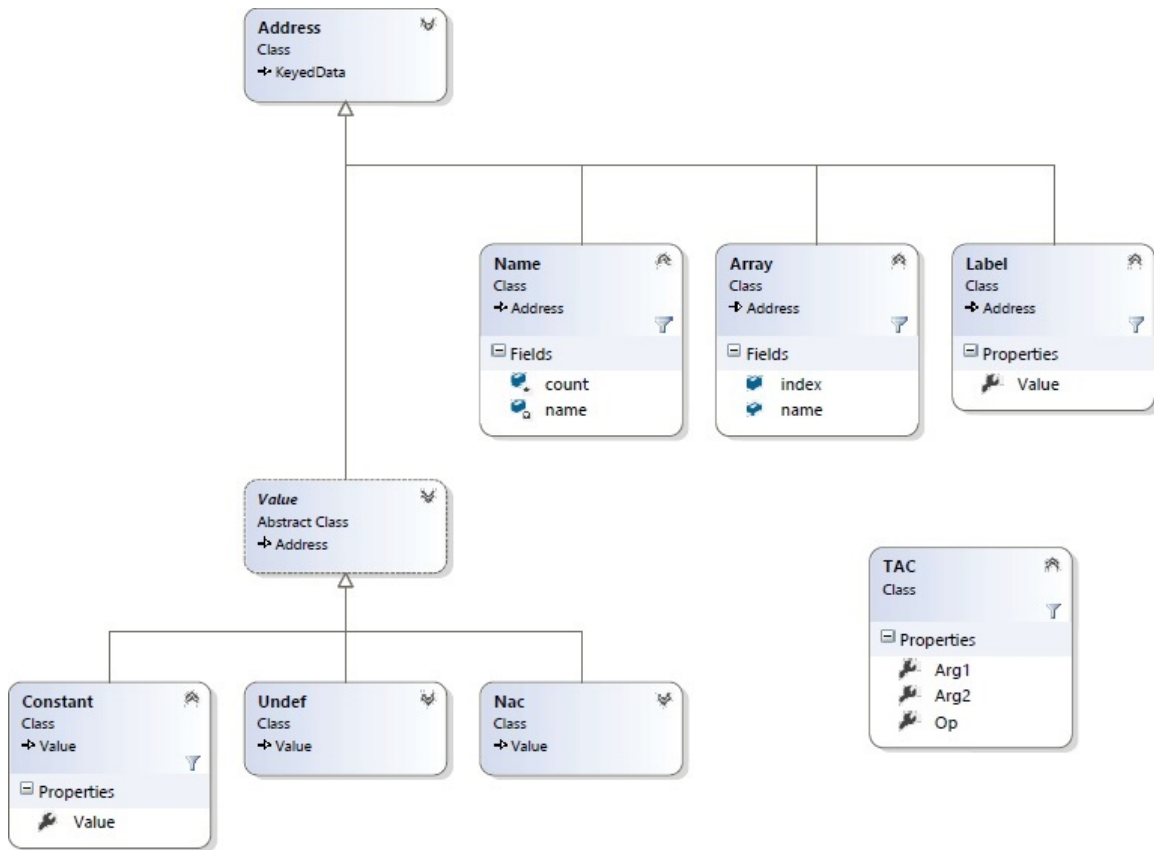 Address
Class
KeyedData
Name
Class
Address
Fields
count
name
Array
Class
Address
Fields
index
name
Label
Class
Address
Properties
Value
Value
Abstract Class
Address
TAC
Class
Properties
Arg1
Arg2
Op
Constant
Class
Value
Properties
Value
Undef
Class
Value
Nac
Class
Value